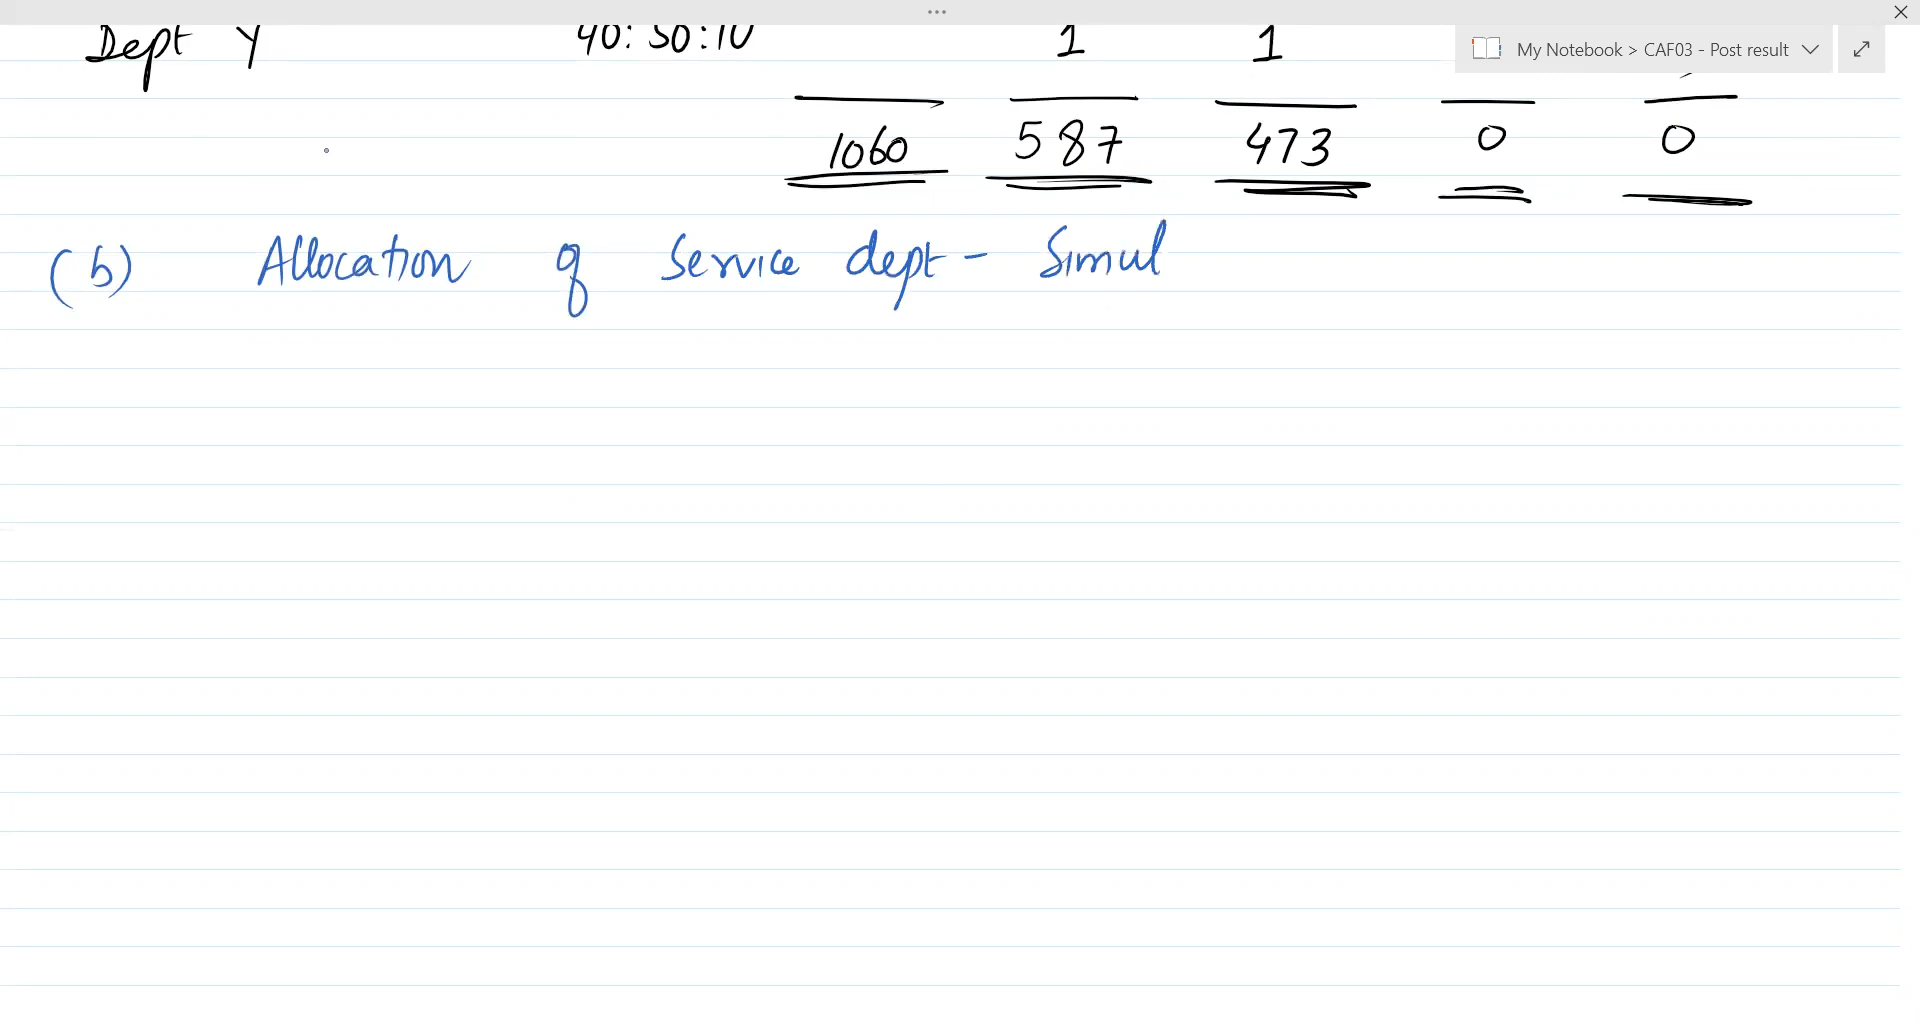 Dept Y 40:50:10 1 1
My Notebook > CAF03 - Post result
1060 587 473 0 0
(b) Allocation of Service dept - Simul